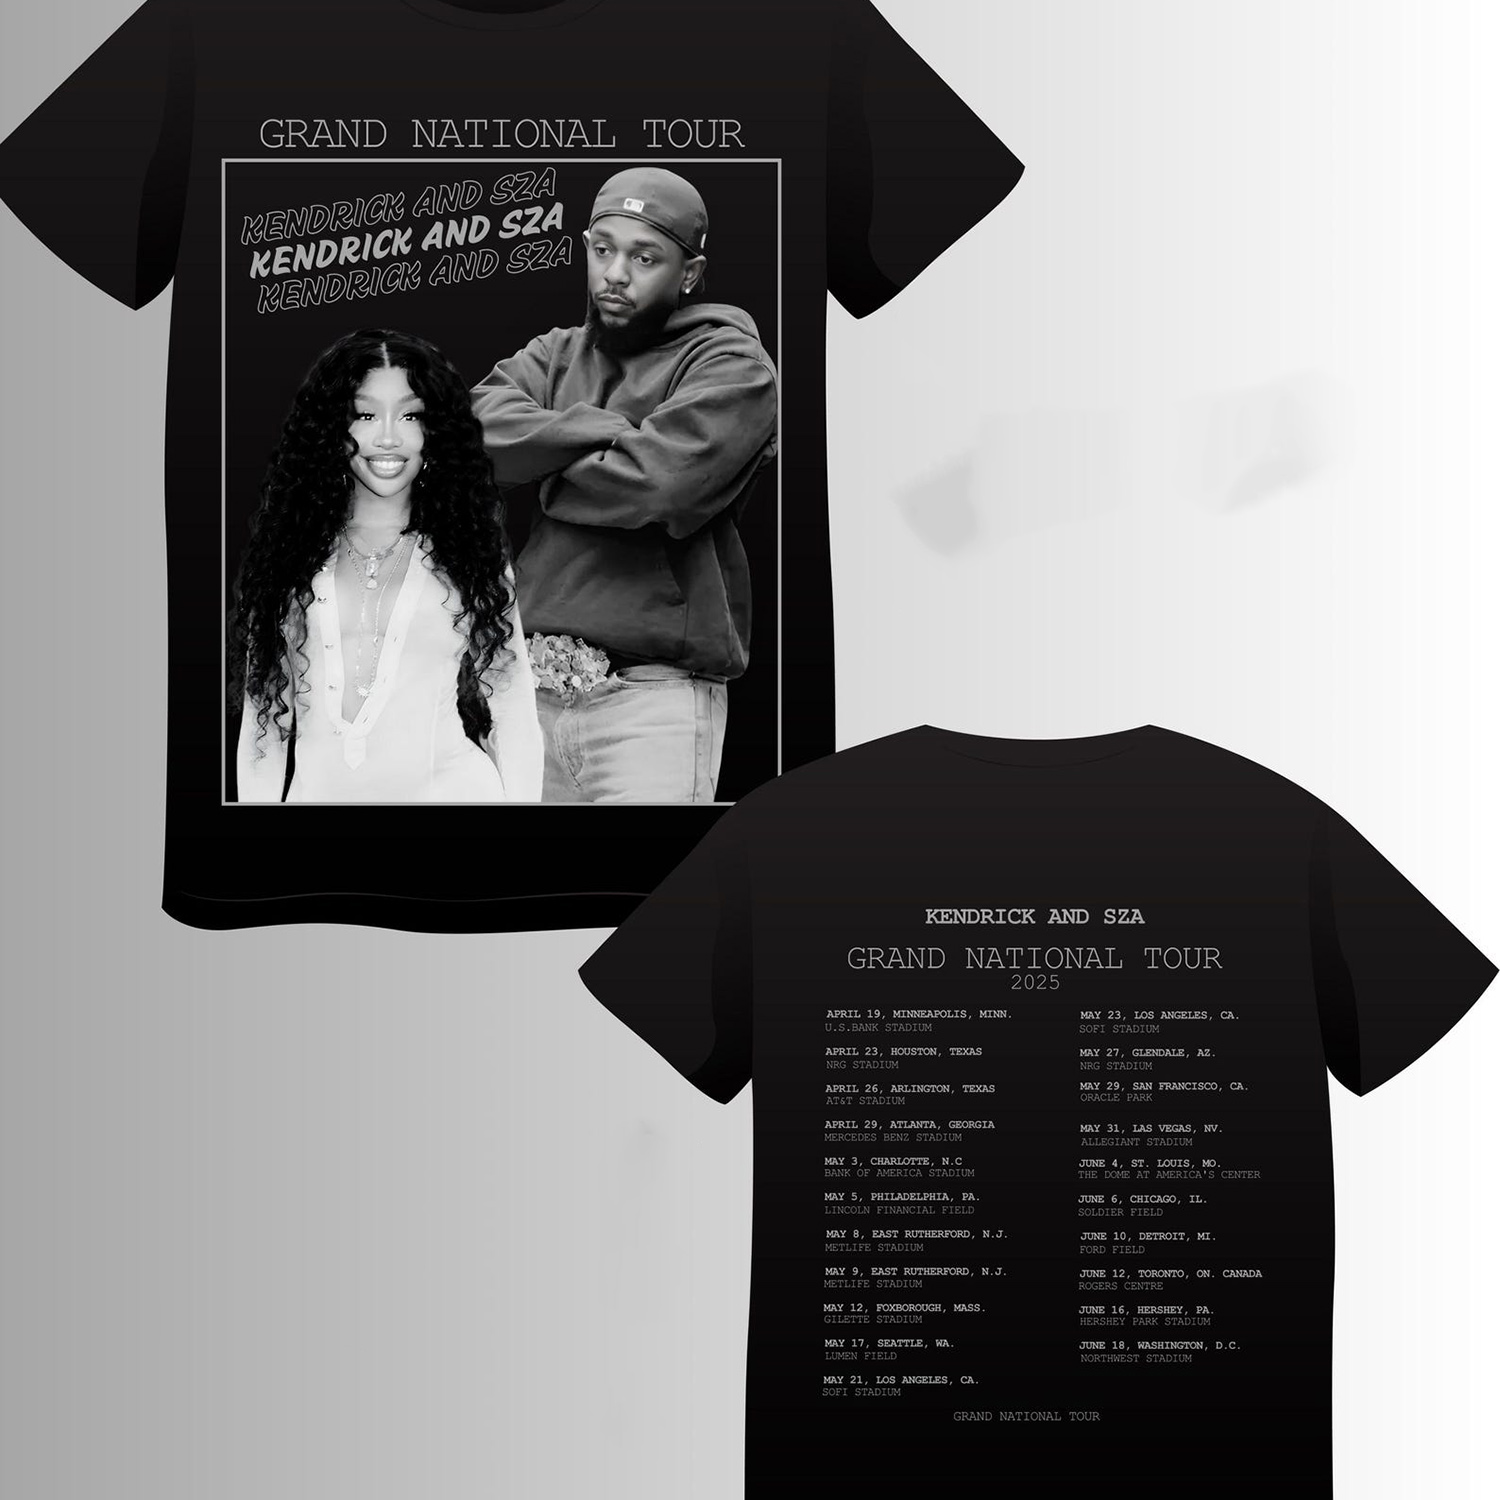 GRAND NATIONAL TOUR
KENDRICK AND SZA
KENDRICK AND SZA
KENDRICK AND SZA
KENDRICK AND SZA
GRAND NATIONAL TOUR
2025
APRIL 19, MINNEAPOLIS, MINN.
U.S.BANK STADIUM
APRIL 23, HOUSTON, TEXAS
NRG STADIUM
APRIL 26, ARLINGTON, TEXAS
AT&T STADIUM
APRIL 29, ATLANTA, GEORGIA
MERCEDES BENZ STADIUM
MAY 3, CHARLOTTE, N.C
BANK OF AMERICA STADIUM
MAY 5, PHILADELPHIA, PA.
LINCOLN FINANCIAL FIELD
MAY 8, EAST RUTHERFORD, N.J.
METLIFE STADIUM
MAY 9, EAST RUTHERFORD, N.J.
METLIFE STADIUM
MAY 12, FOXBOROUGH, MASS.
GILETTE STADIUM
MAY 17, SEATTLE, WA.
LUMEN FIELD
MAY 21, LOS ANGELES, CA.
SOFI STADIUM
MAY 23, LOS ANGELES, CA.
SOFI STADIUM
MAY 27, GLENDALE, AZ.
NRG STADIUM
MAY 29, SAN FRANCISCO, CA.
ORACLE PARK
MAY 31, LAS VEGAS, NV.
ALLEGIANT STADIUM
JUNE 4, ST. LOUIS, MO.
THE DOME AT AMERICA'S CENTER
JUNE 6, CHICAGO, IL.
SOLDIER FIELD
JUNE 10, DETROIT, MI.
FORD FIELD
JUNE 12, TORONTO, ON. CANADA
ROGERS CENTRE
JUNE 16, HERSHEY, PA.
HERSHEY PARK STADIUM
JUNE 18, WASHINGTON, D.C.
NORTHWEST STADIUM
GRAND NATIONAL TOUR